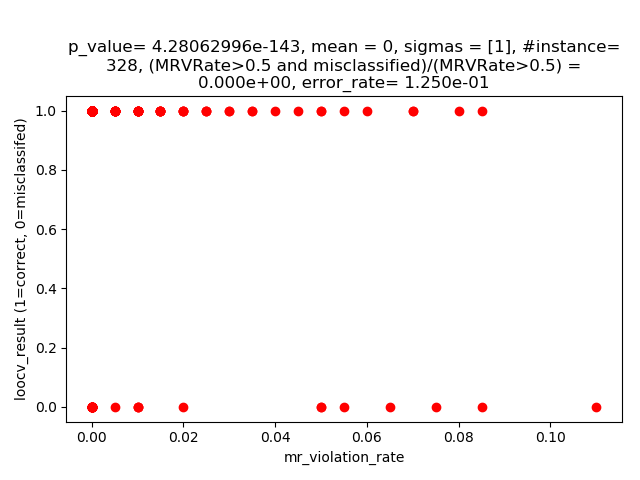 p_value= 4.28062996e-143, mean = 0, sigmas = [1], #instance=
328, (MRVRate>0.5 and misclassified)/(MRVRate>0.5) =
0.000e+00, error_rate= 1.250e-01
1.0
0.8
0.6
0.4
0.2
0.0
loocv_result (1=correct, 0=misclassifed)
0.00
0.02
0.04
0.06
0.08
0.10
mr_violation_rate